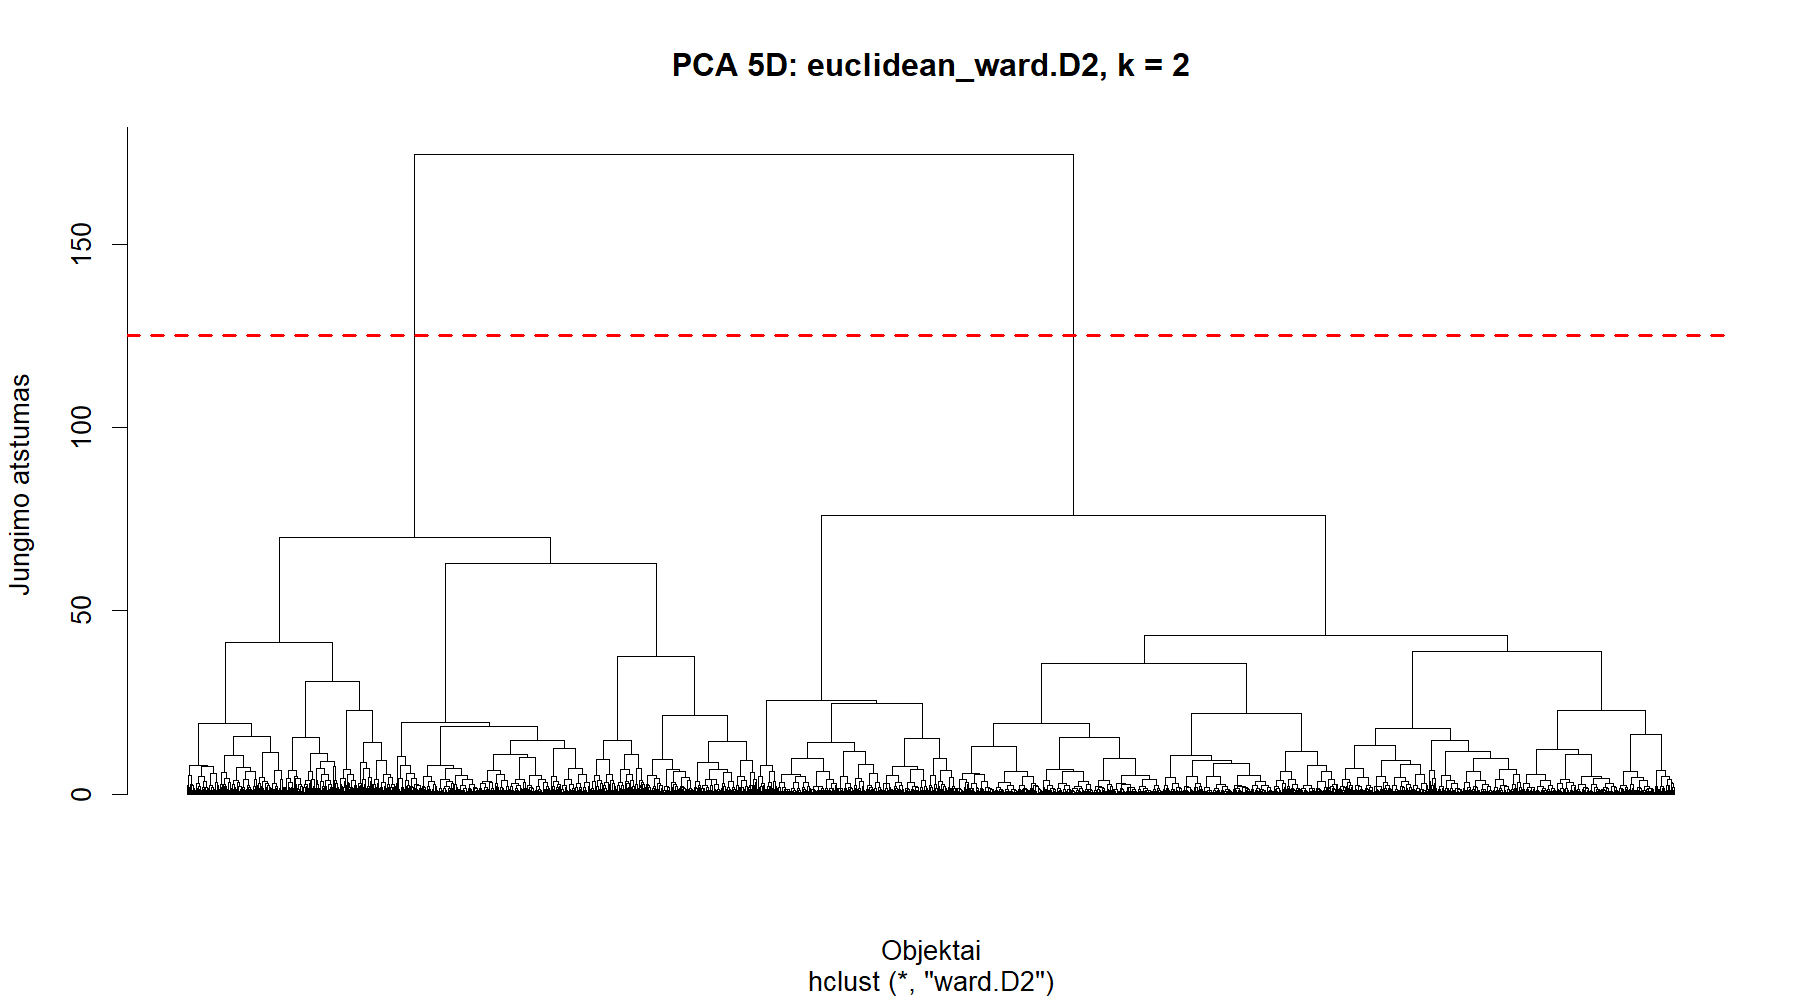 PCA 5D: euclidean_ward.D2, k = 2
Jungimo atstumas
150
100
50
0
Objektai
hclust (*, "ward.D2")